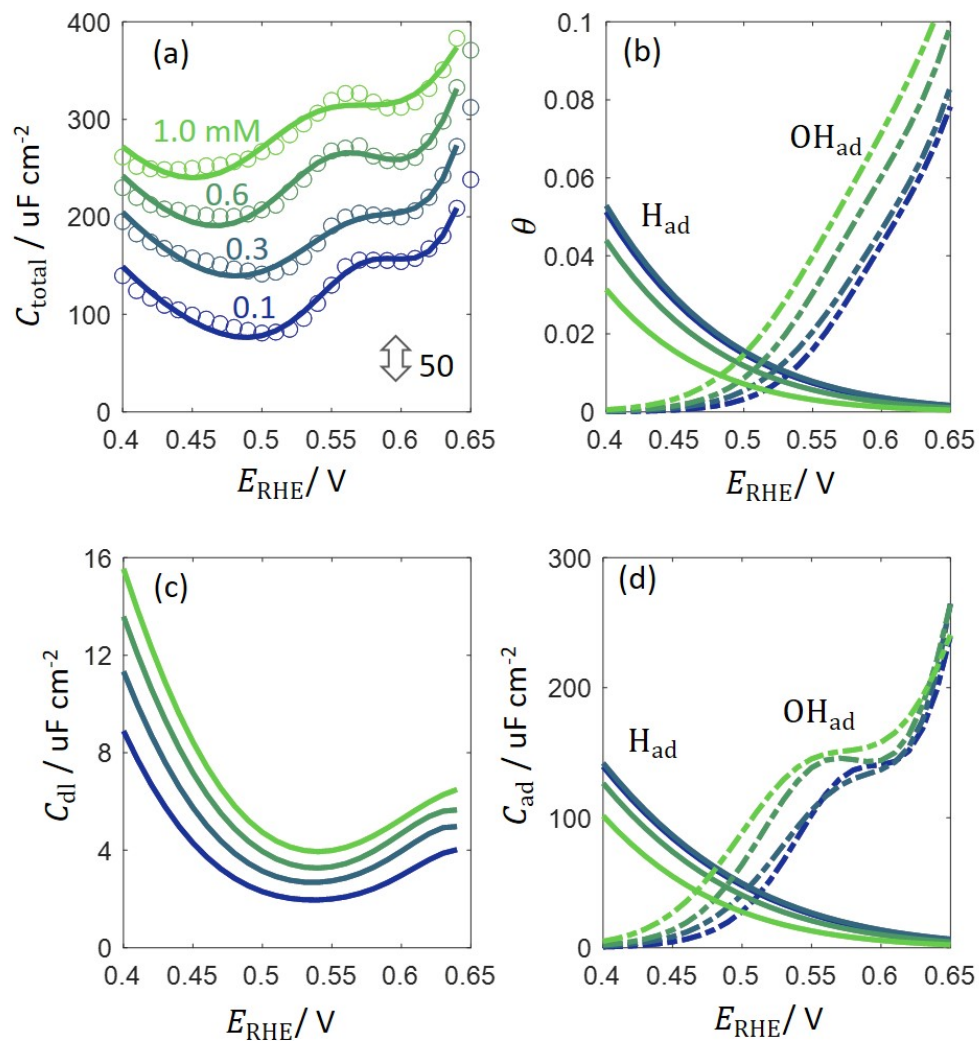 (a)
400
300
200
100
0
C_total / uF cm⁻²
1.0 mM
0.6
0.3
0.1
50
0.4 0.45 0.5 0.55 0.6 0.65
E_RHE / V
(b)
0.1
0.08
0.06
0.04
0.02
0
θ
OH_ad
H_ad
0.4 0.45 0.5 0.55 0.6 0.65
E_RHE / V
(c)
16
12
8
4
0
C_dl / uF cm⁻²
0.4 0.45 0.5 0.55 0.6 0.65
E_RHE / V
(d)
300
200
100
0
C_ad / uF cm⁻²
OH_ad
H_ad
0.4 0.45 0.5 0.55 0.6 0.65
E_RHE / V